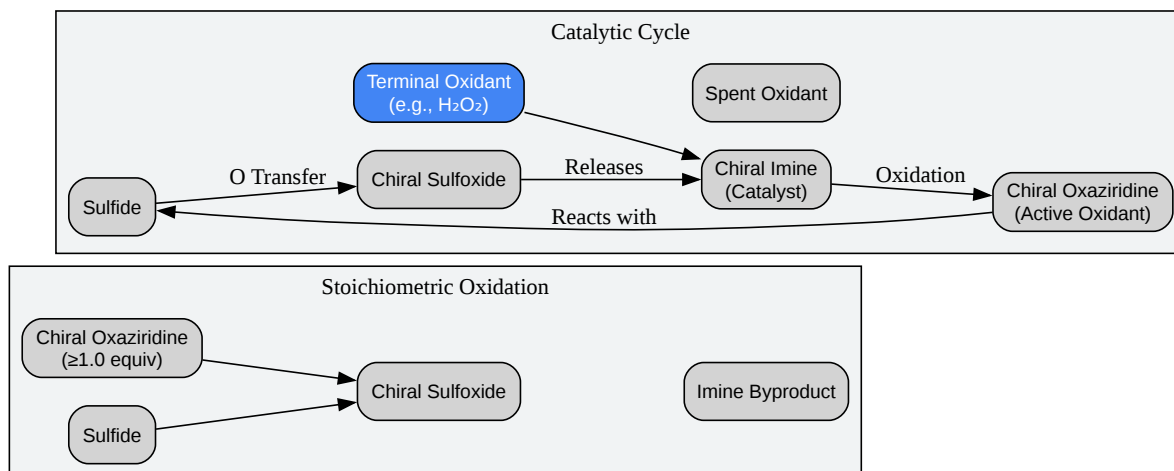 Catalytic Cycle
Terminal Oxidant
(e.g., H₂O₂)
Spent Oxidant
Sulfide
O Transfer
Chiral Sulfoxide
Releases
Chiral Imine
(Catalyst)
Oxidation
Chiral Oxaziridine
(Active Oxidant)
Reacts with
Stoichiometric Oxidation
Chiral Oxaziridine
(≥1.0 equiv)
Chiral Sulfoxide
Imine Byproduct
Sulfide